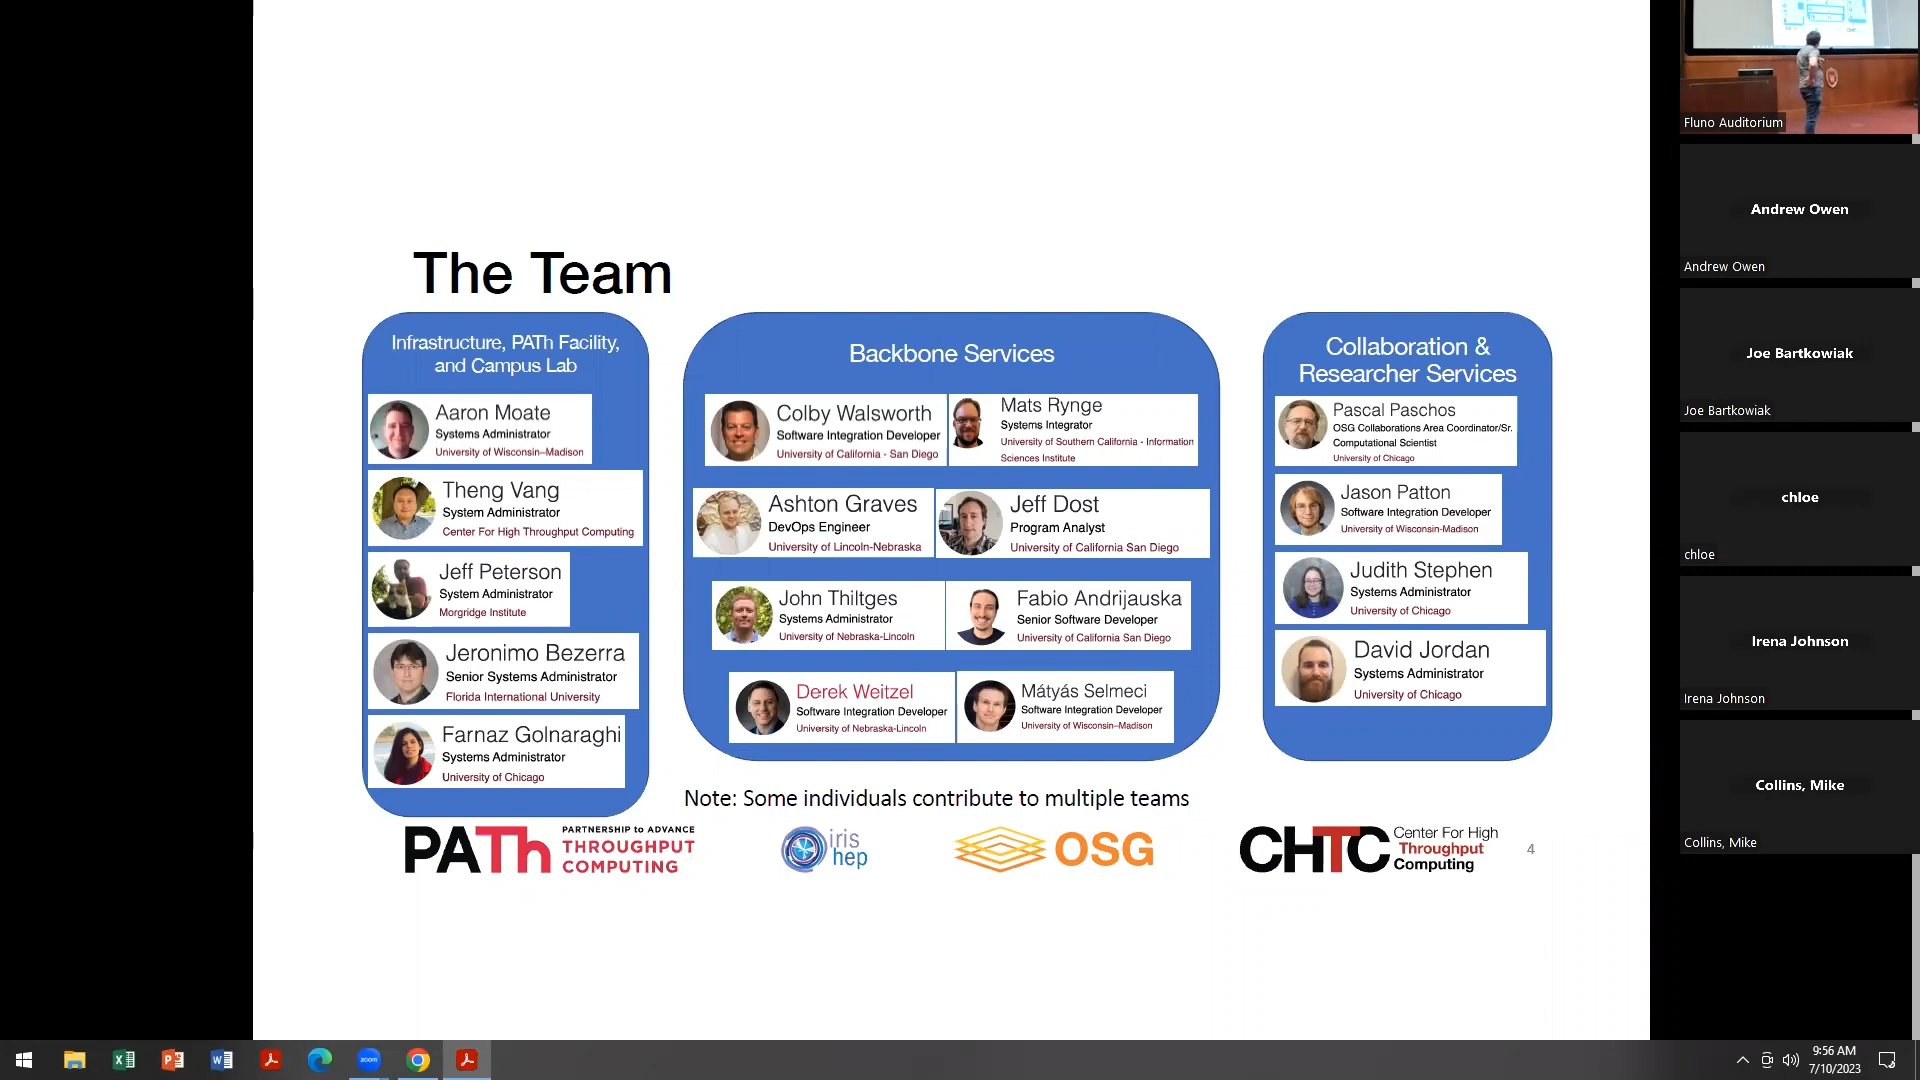 The Team
Infrastructure, PATh Facility,
and Campus Lab
Aaron Moate
Systems Administrator
University of Wisconsin–Madison
Theng Vang
System Administrator
Center For High Throughput Computing
Jeff Peterson
System Administrator
Morgridge Institute
Jeronimo Bezerra
Senior Systems Administrator
Florida International University
Farnaz Golnaraghi
Systems Administrator
University of Chicago
Backbone Services
Colby Walsworth
Software Integration Developer
University of California - San Diego
Mats Rynge
Systems Integrator
University of Southern California - Information
Sciences Institute
Ashton Graves
DevOps Engineer
University of Lincoln-Nebraska
Jeff Dost
Program Analyst
University of California San Diego
John Thiltges
Systems Administrator
University of Nebraska-Lincoln
Fabio Andrijauska
Senior Software Developer
University of California San Diego
Derek Weitzel
Software Integration Developer
University of Nebraska-Lincoln
Mátyás Selmeci
Software Integration Developer
University of Wisconsin–Madison
Collaboration &
Researcher Services
Pascal Paschos
OSG Collaborations Area Coordinator/Sr.
Computational Scientist
University of Chicago
Jason Patton
Software Integration Developer
University of Wisconsin-Madison
Judith Stephen
Systems Administrator
University of Chicago
David Jordan
Systems Administrator
University of Chicago
Note: Some individuals contribute to multiple teams
PATh
PARTNERSHIP to ADVANCE
THROUGHPUT
COMPUTING
iris
hep
OSG
CHTC
Center For High
Throughput
Computing
4
Fluno Auditorium
Andrew Owen
Andrew Owen
Joe Bartkowiak
Joe Bartkowiak
chloe
chloe
Irena Johnson
Irena Johnson
Collins, Mike
Collins, Mike
zoom
9:56 AM
7/10/2023